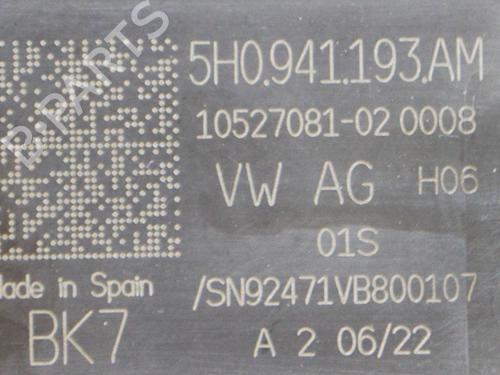 5H0.941.193.AM
10527081-02 0008
VW AG H06
01S
Made in Spain /SN92471VB800107
BK7 A 2 06/22
B-PARTS